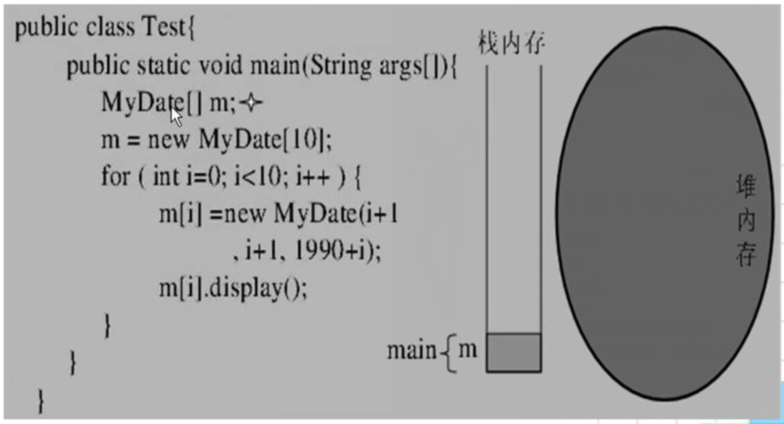 public class Test{
public static void main(String args[]){
MyDate[] m;
m = new MyDate[10];
for ( int i=0; i<10; i++ ) {
m[i] =new MyDate(i+1
, i+1, 1990+i);
m[i].display();
}
}
}
栈内存
main{ m
堆内存